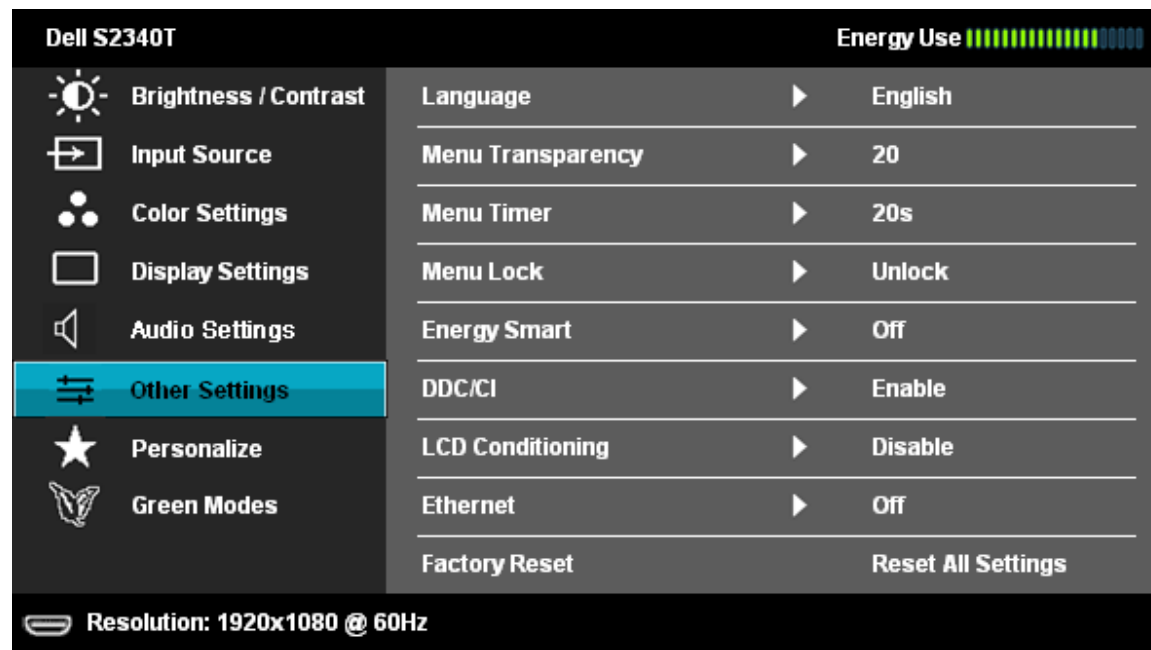 Dell S2340T Energy Use
Brightness / Contrast Language English
Input Source Menu Transparency 20
Color Settings Menu Timer 20s
Display Settings Menu Lock Unlock
Audio Settings Energy Smart Off
Other Settings DDC/CI Enable
Personalize LCD Conditioning Disable
Green Modes Ethernet Off
Factory Reset Reset All Settings
Resolution: 1920x1080 @ 60Hz